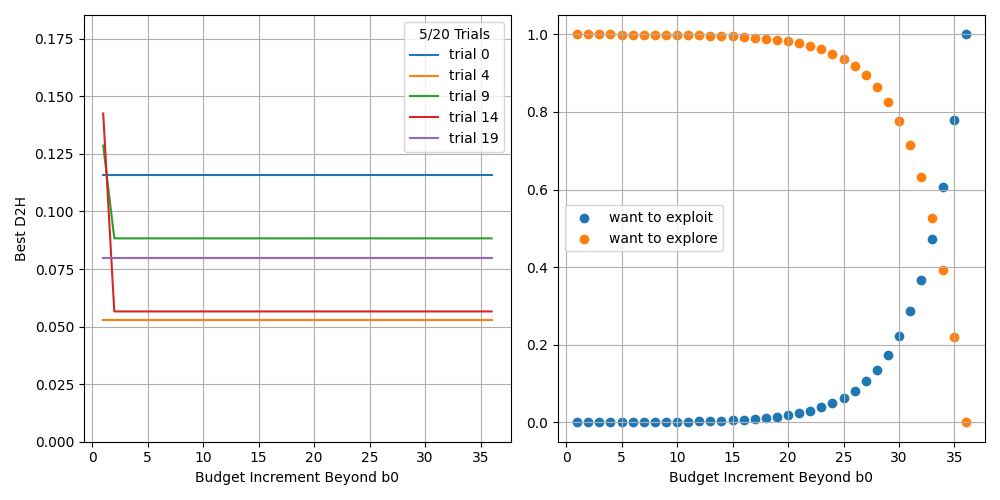 5/20 Trials
trial 0
trial 4
trial 9
trial 14
trial 19
0.175
0.150
0.125
0.100
0.075
0.050
0.025
0.000
Best D2H
0 5 10 15 20 25 30 35
Budget Increment Beyond b0
want to exploit
want to explore
1.0
0.8
0.6
0.4
0.2
0.0
0 5 10 15 20 25 30 35
Budget Increment Beyond b0